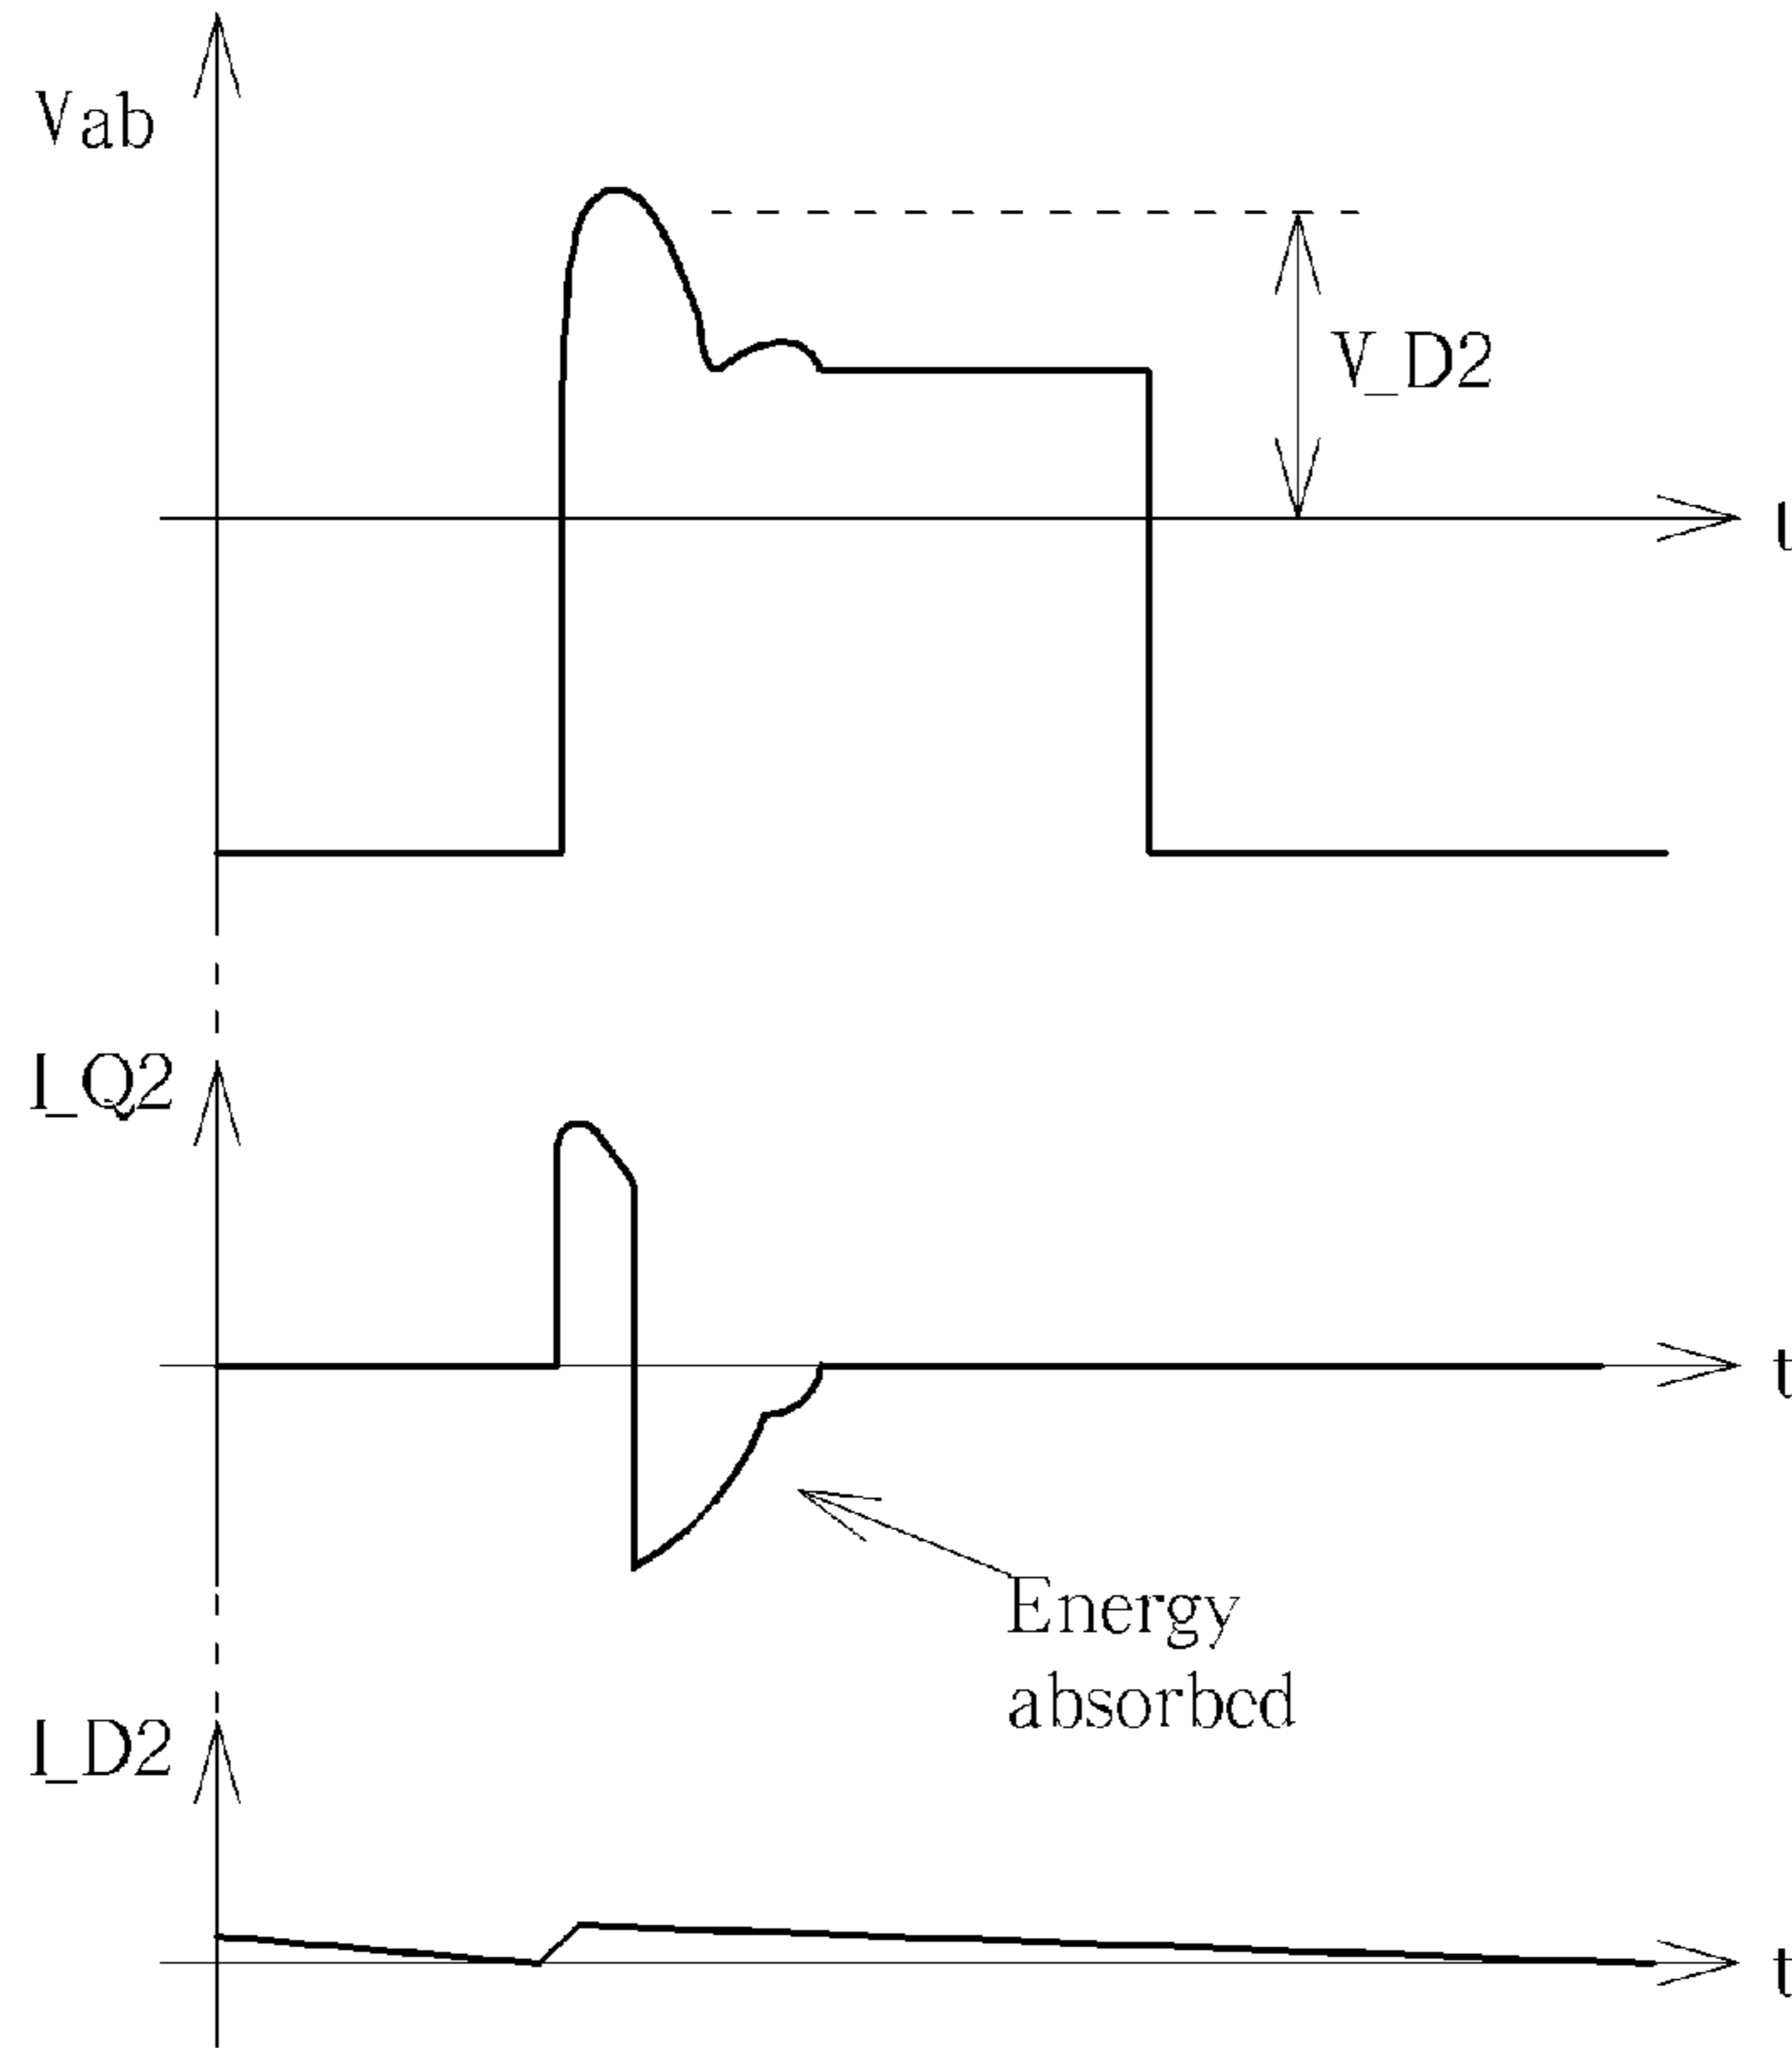 Vab
V_D2
t
I_Q2
t
Energy
absorbed
I_D2
t